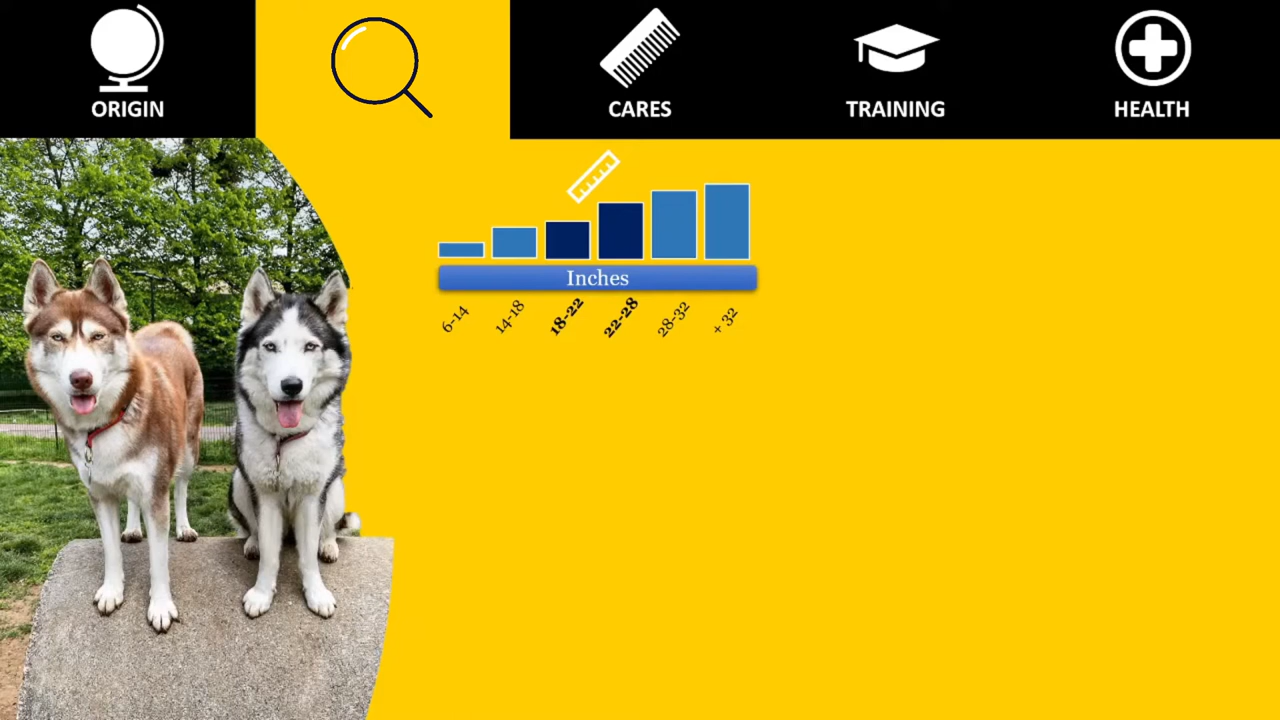 ORIGIN
CARES
TRAINING
HEALTH
Inches
6-14
14-18
18-22
22-28
28-32
+ 32